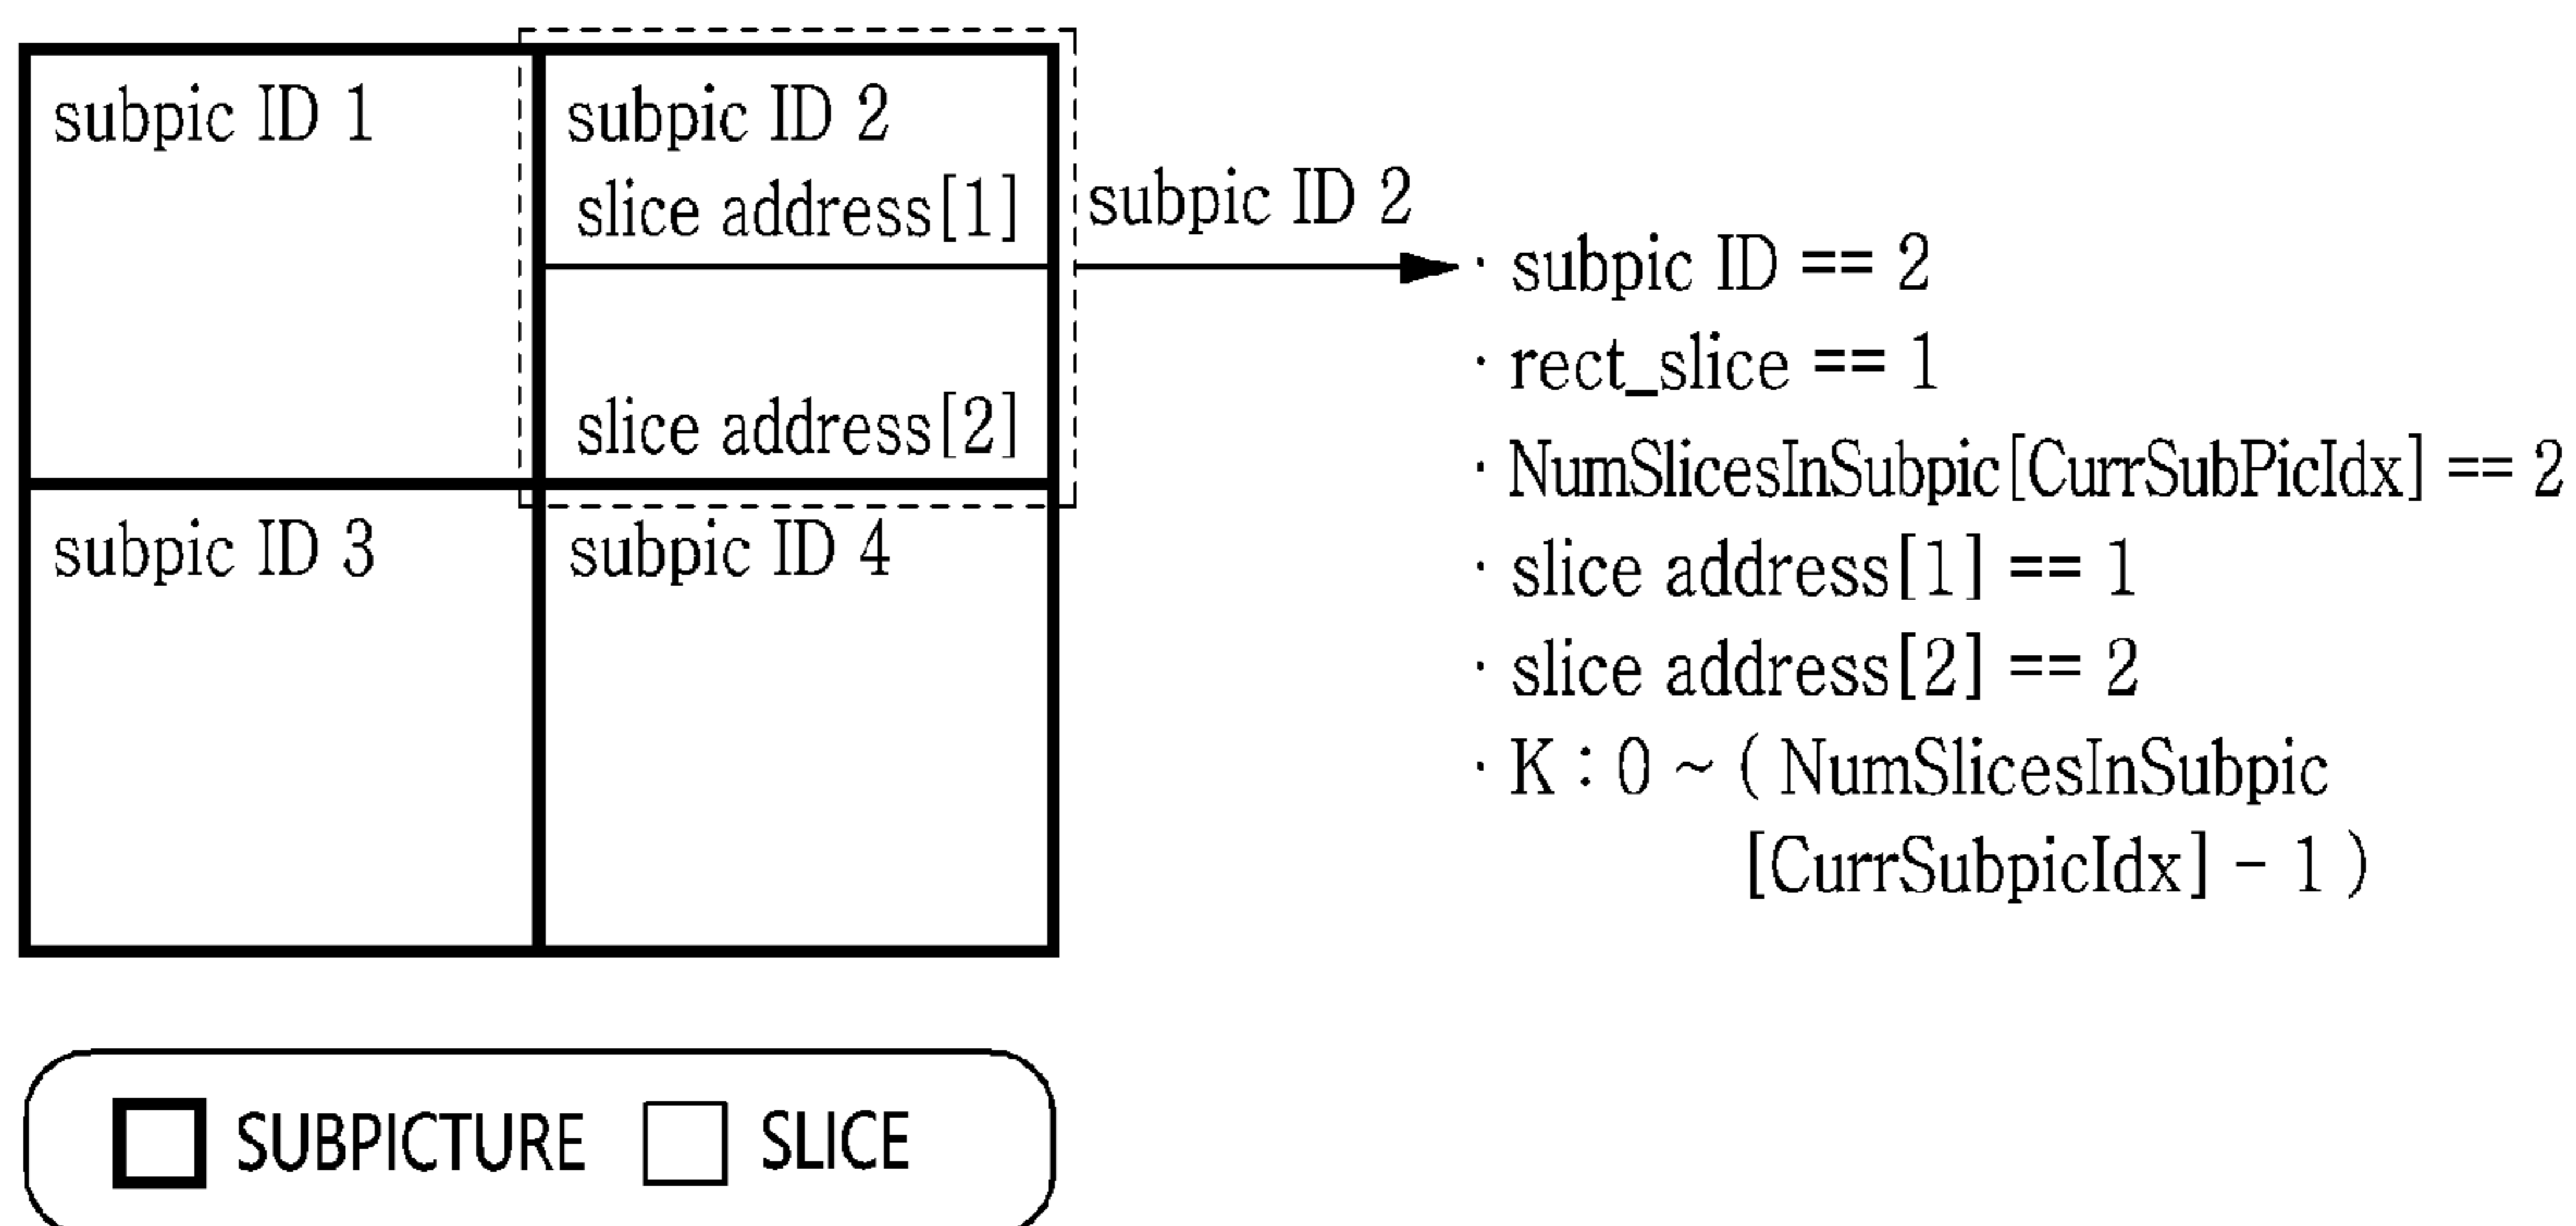 subpic ID 1
subpic ID 2
slice address[1]
slice address[2]
subpic ID 3
subpic ID 4
subpic ID 2
· subpic ID == 2
· rect_slice == 1
· NumSlicesInSubpic[CurrSubPicIdx] == 2
· slice address[1] == 1
· slice address[2] == 2
· K : 0 ~ ( NumSlicesInSubpic
[CurrSubpicIdx] - 1 )
SUBPICTURE SLICE